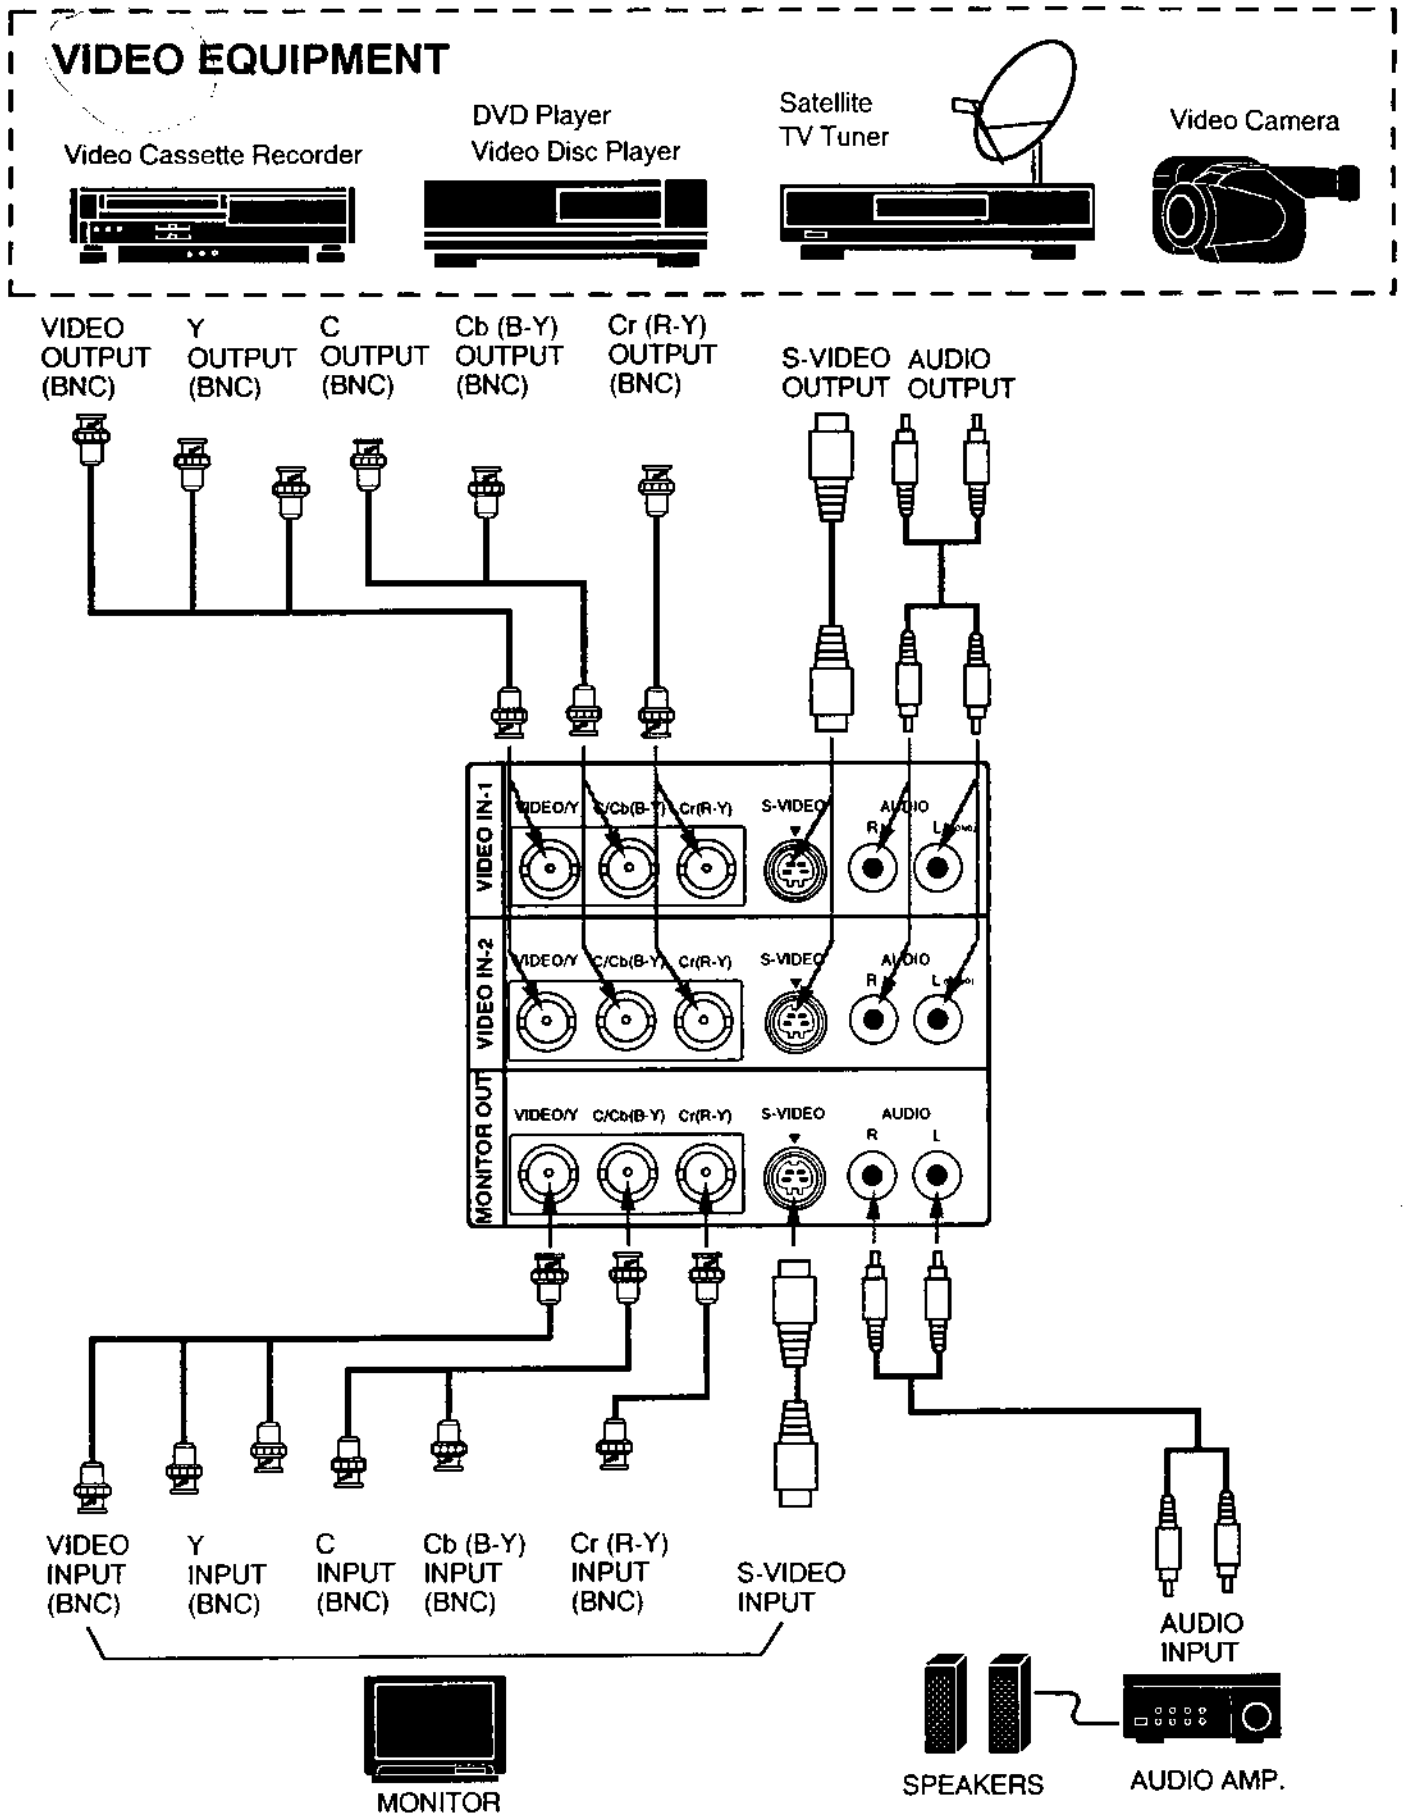 VIDEO EQUIPMENT
Video Cassette Recorder
DVD Player
Video Disc Player
Satellite
TV Tuner
Video Camera
VIDEO
OUTPUT
(BNC)
Y
OUTPUT
(BNC)
C
OUTPUT
(BNC)
Cb (B-Y)
OUTPUT
(BNC)
Cr (R-Y)
OUTPUT
(BNC)
S-VIDEO
OUTPUT
AUDIO
OUTPUT
VIDEO IN-1
VIDEO/Y
C/Cb(B-Y)
Cr(R-Y)
S-VIDEO
AUDIO
R
L
VIDEO IN-2
VIDEO/Y
C/Cb(B-Y)
Cr(R-Y)
S-VIDEO
AUDIO
R
L
MONITOR OUT
VIDEO/Y
C/Cb(B-Y)
Cr(R-Y)
S-VIDEO
AUDIO
R
L
VIDEO
INPUT
(BNC)
Y
INPUT
(BNC)
C
INPUT
(BNC)
Cb (B-Y)
INPUT
(BNC)
Cr (R-Y)
INPUT
(BNC)
S-VIDEO
INPUT
AUDIO
INPUT
MONITOR
SPEAKERS
AUDIO AMP.